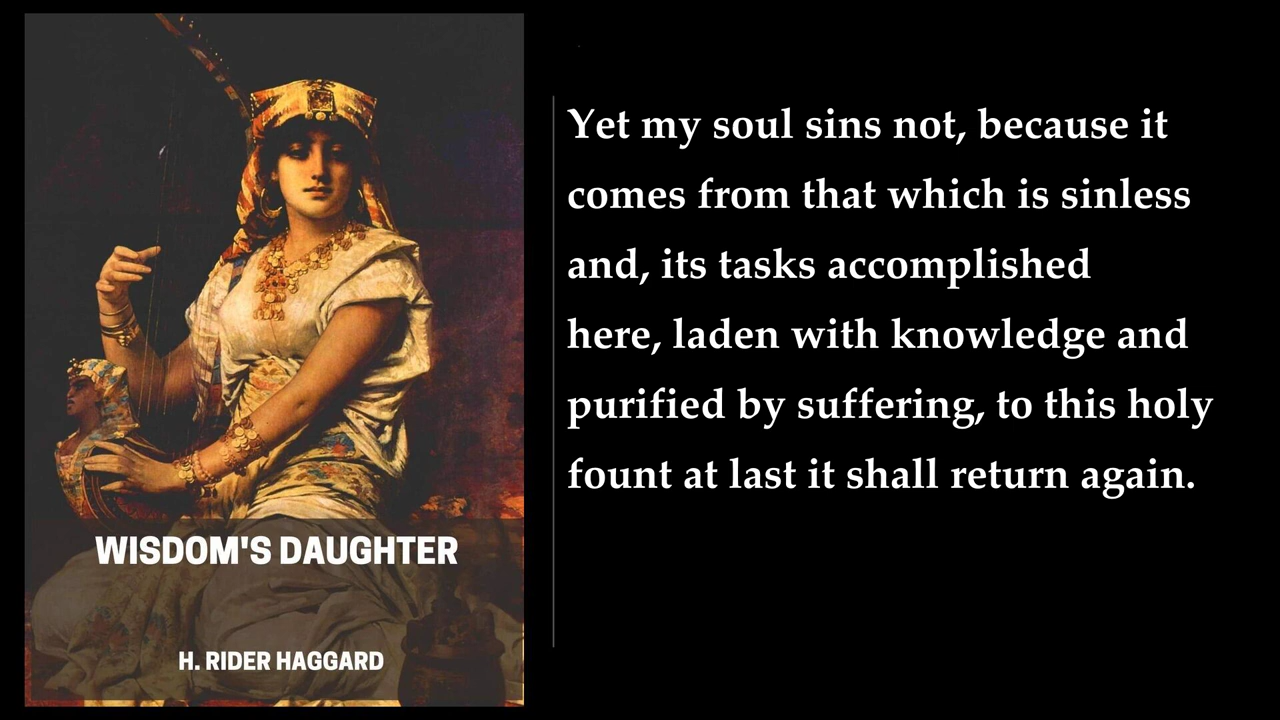 WISDOM'S DAUGHTER
H. RIDER HAGGARD
Yet my soul sins not, because it
comes from that which is sinless
and, its tasks accomplished
here, laden with knowledge and
purified by suffering, to this holy
fount at last it shall return again.